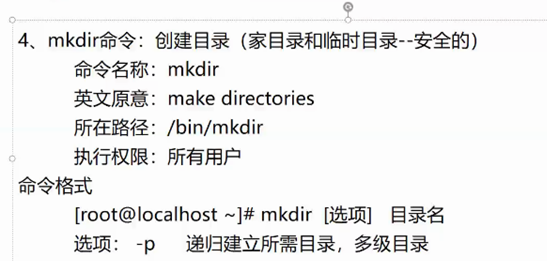 4、mkdir命令：创建目录（家目录和临时目录--安全的）
命令名称：mkdir
英文原意：make directories
所在路径：/bin/mkdir
执行权限：所有用户
命令格式
[root@localhost ~]# mkdir [选项] 目录名
选项： -p 递归建立所需目录，多级目录